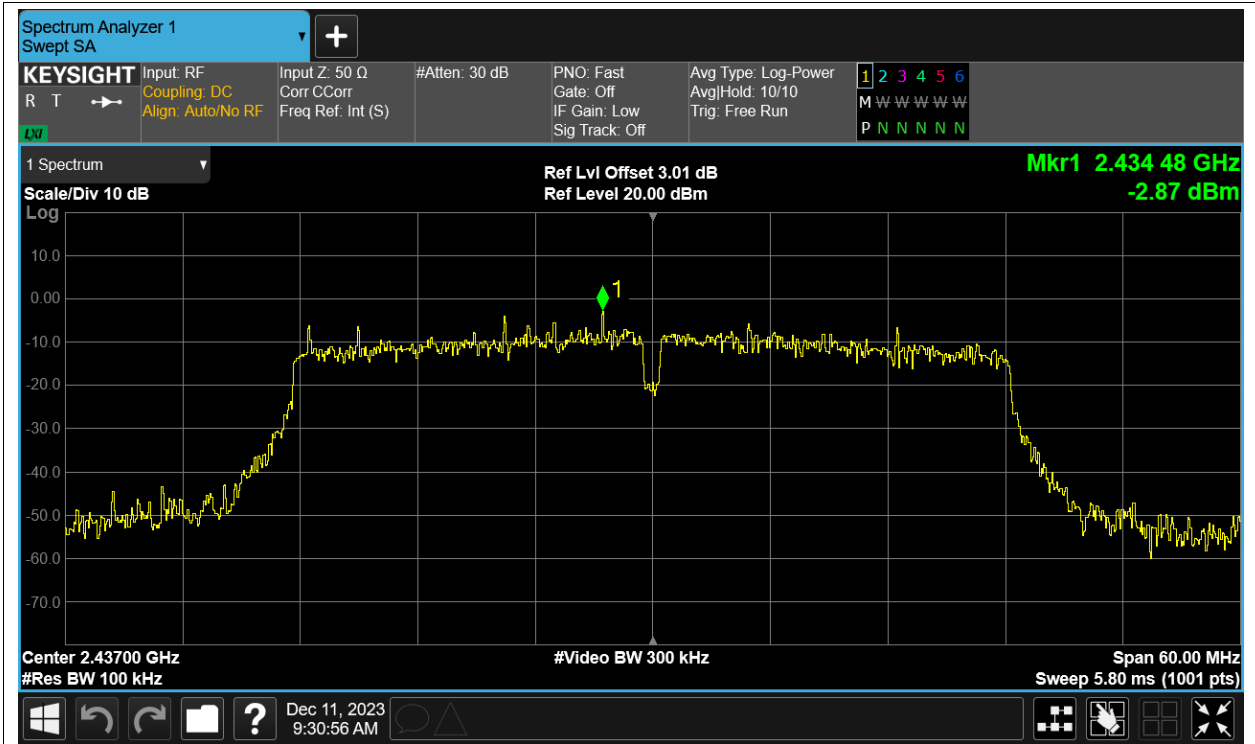 Spectrum Analyzer 1
Swept SA
KEYSIGHT
R T
LXI
Input: RF
Coupling: DC
Align: Auto/No RF
Input Z: 50 Ω
Corr CCorr
Freq Ref: Int (S)
#Atten: 30 dB
PNO: Fast
Gate: Off
IF Gain: Low
Sig Track: Off
Avg Type: Log-Power
Avg|Hold: 10/10
Trig: Free Run
1 2 3 4 5 6
M W W W W W
P N N N N N
1 Spectrum
Scale/Div 10 dB
Log
Ref Lvl Offset 3.01 dB
Ref Level 20.00 dBm
Mkr1 2.434 48 GHz
-2.87 dBm
10.0
0.00
-10.0
-20.0
-30.0
-40.0
-50.0
-60.0
-70.0
1
Center 2.43700 GHz
#Video BW 300 kHz
Span 60.00 MHz
#Res BW 100 kHz
Sweep 5.80 ms (1001 pts)
?
Dec 11, 2023
9:30:56 AM